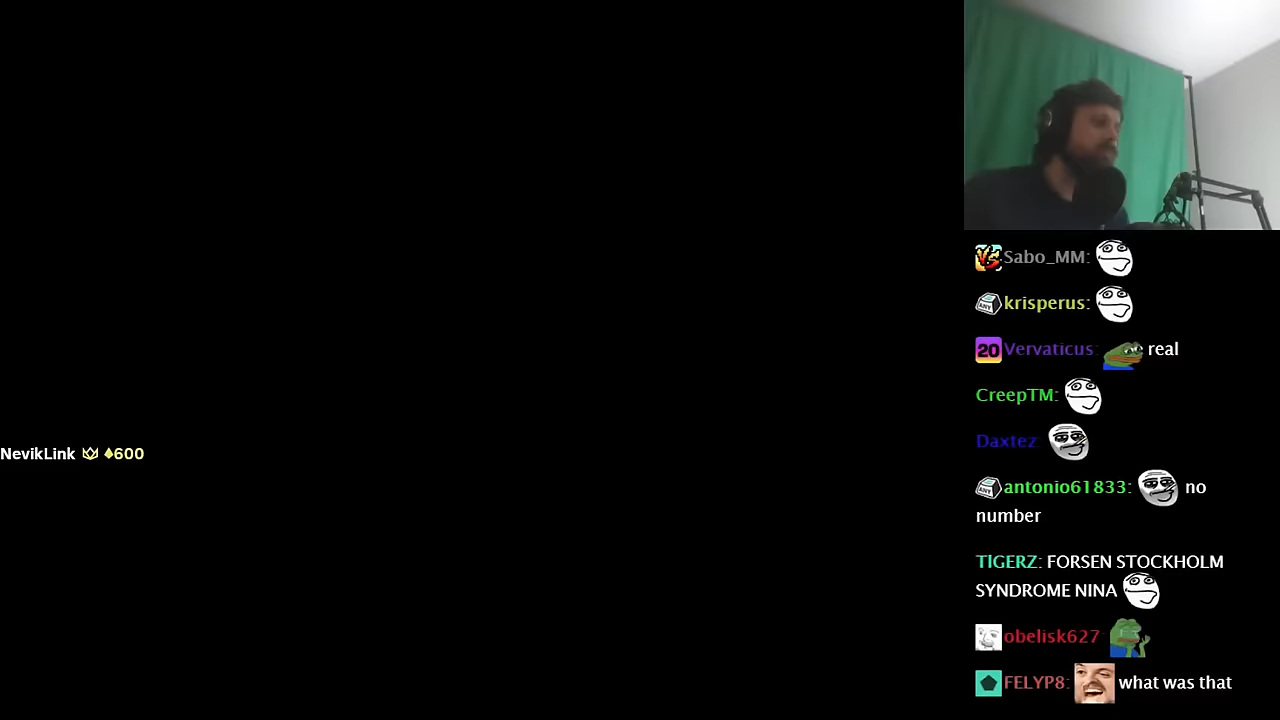 Sabo_MM:
krisperus:
20 Vervaticus: real
CreepTM:
NevikLink 600
Daxtez:
antonio61833: no
number
TIGERZ: FORSEN STOCKHOLM
SYNDROME NINA
obelisk627:
FELYP8: what was that